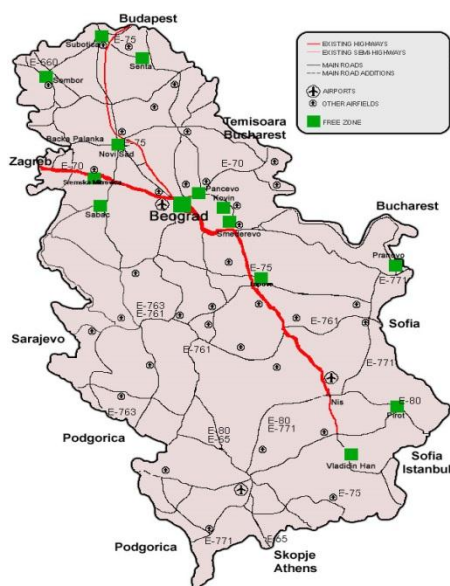 Budapest
Subotica
E-75
Senta
E-660
Sombor
EXISTING HIGHWAYS
EXISTING SEMI-HIGHWAYS
MAIN ROADS
MAIN ROAD ADDITIONS
AIRPORTS
OTHER AIRFIELDS
FREE ZONE
Temisoara
Bucharest
Backa Palanka
E-75
Novi Sad
Zagreb
E-70
E-70
Sremska Mitrovica
Pancevo
Kovin
Sabac
Beograd
Smederevo
Bucharest
Prahovo
E-75
E-771
E-763
E-761
E-761
Sofia
Sarajevo
E-761
E-771
E-763
Nis
E-80
Pirot
E-80
E-65
E-80
E-771
Podgorica
Vladicin Han
Sofia
Istanbul
E-75
E-771
E-65
Podgorica
Skopje
Athens